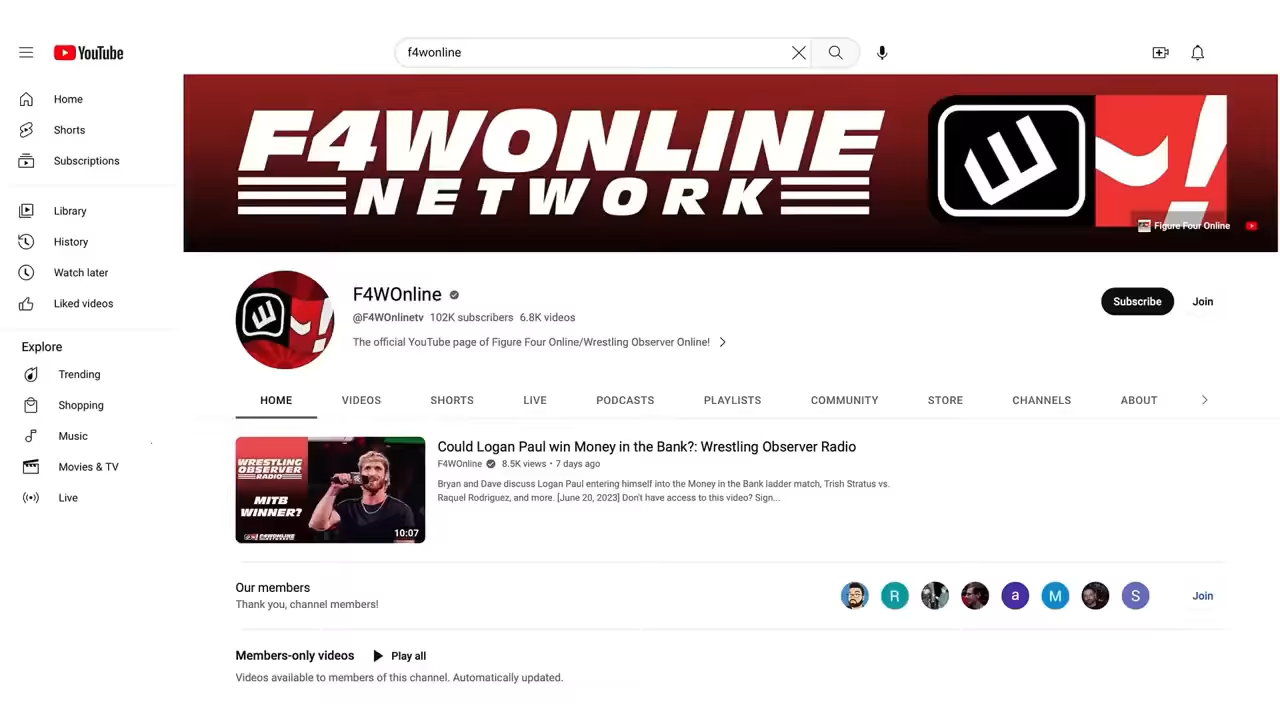 YouTube
f4wonline
Home
Shorts
Subscriptions
Library
History
Watch later
Liked videos
Explore
Trending
Shopping
Music
Movies & TV
Live
F4WONLINE
NETWORK
Figure Four Online
F4WOnline
@F4WOnlinetv 102K subscribers 6.8K videos
The official YouTube page of Figure Four Online/Wrestling Observer Online!
Subscribe
Join
HOME VIDEOS SHORTS LIVE PODCASTS PLAYLISTS COMMUNITY STORE CHANNELS ABOUT
WRESTLING
OBSERVER
RADIO
MITB
WINNER?
F4WONLINE
10:07
Could Logan Paul win Money in the Bank?: Wrestling Observer Radio
F4WOnline 8.5K views • 7 days ago
Bryan and Dave discuss Logan Paul entering himself into the Money in the Bank ladder match, Trish Stratus vs.
Raquel Rodriguez, and more. [June 20, 2023] Don't have access to this video? Sign...
Our members
Thank you, channel members!
R a M S
Join
Members-only videos Play all
Videos available to members of this channel. Automatically updated.